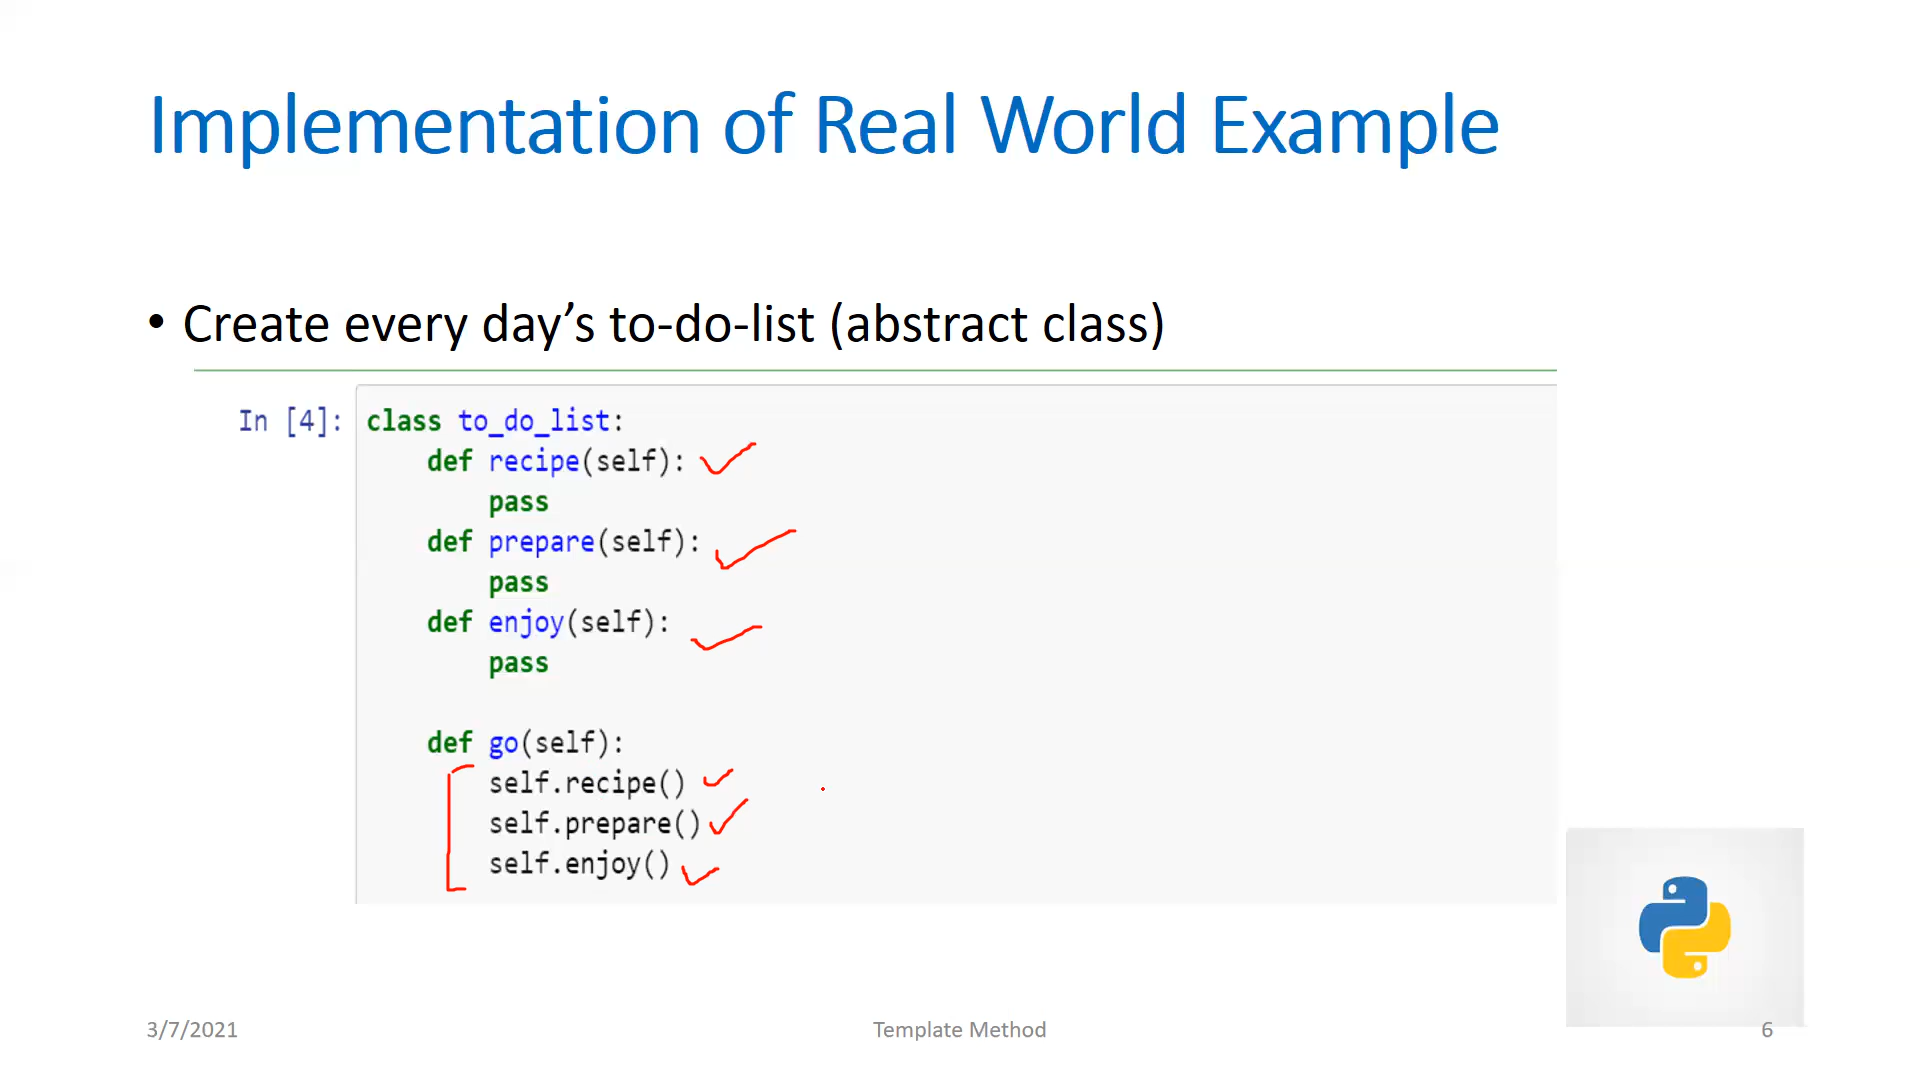 Implementation of Real World Example
• Create every day’s to-do-list (abstract class)
In [4]: class to_do_list:
    def recipe(self):
        pass
    def prepare(self):
        pass
    def enjoy(self):
        pass

    def go(self):
        self.recipe()
        self.prepare()
        self.enjoy()
3/7/2021
Template Method
6